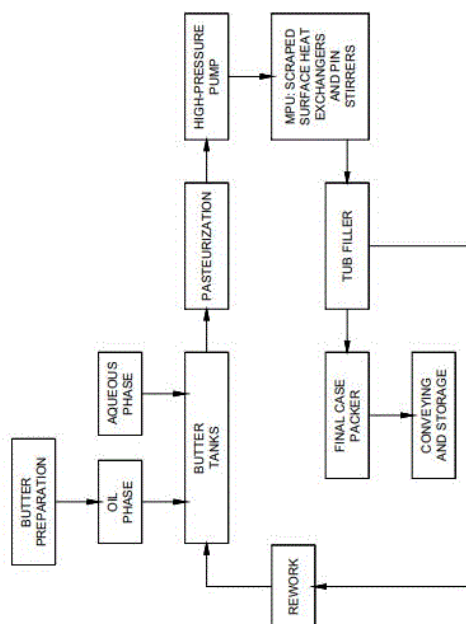 BUTTER
PREPARATION
OIL
PHASE
AQUEOUS
PHASE
BUTTER
TANKS
PASTEURIZATION
HIGH-PRESSURE
PUMP
MPU: SCRAPED
SURFACE HEAT
EXCHANGERS
AND PIN
STIRRERS
TUB FILLER
FINAL CASE
PACKER
CONVEYING
AND STORAGE
REWORK